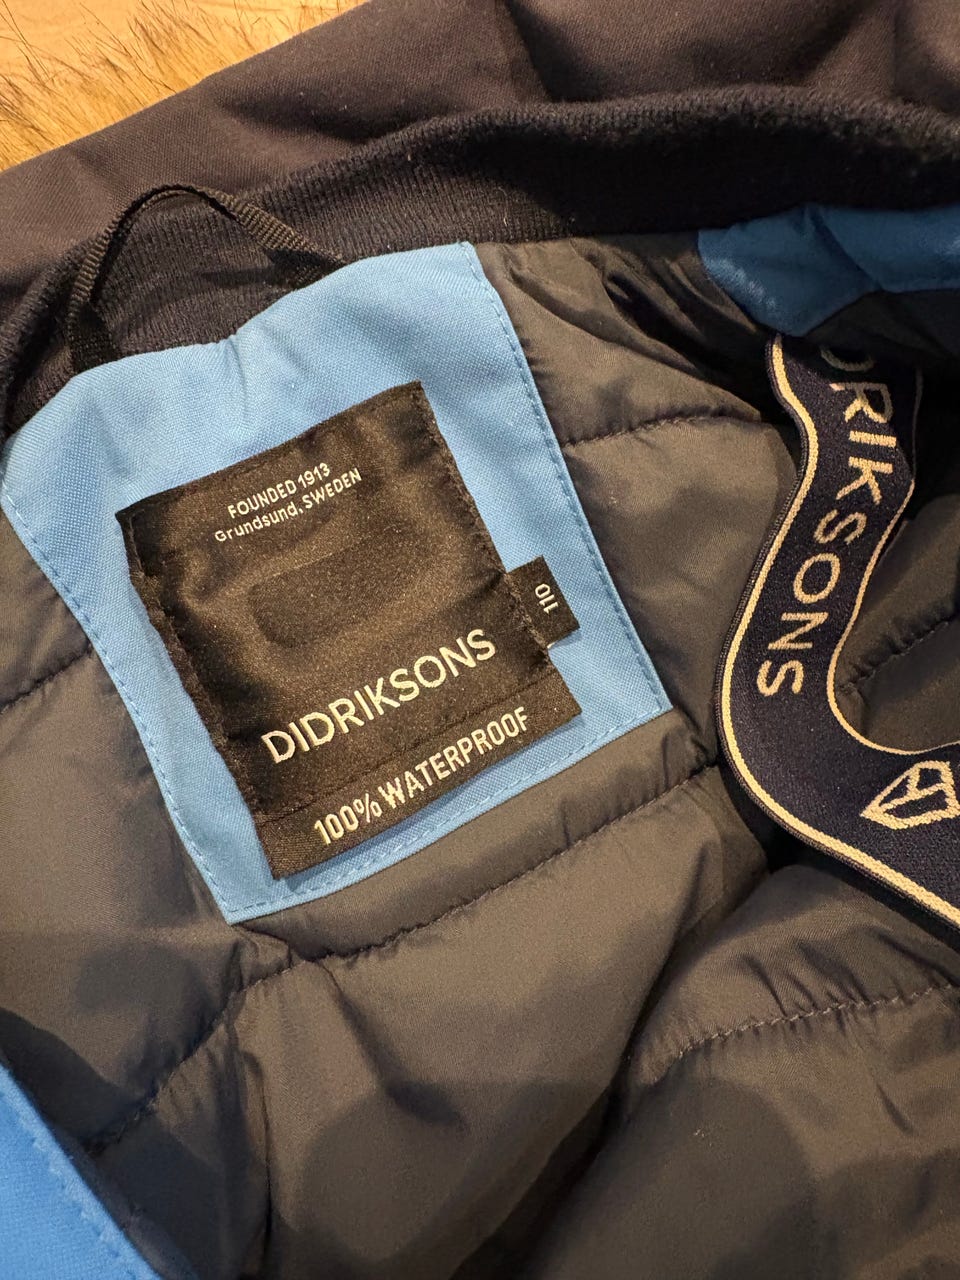 FOUNDED 1913
Grundsund, SWEDEN
110
DIDRIKSONS
100% WATERPROOF
DRIKSONS